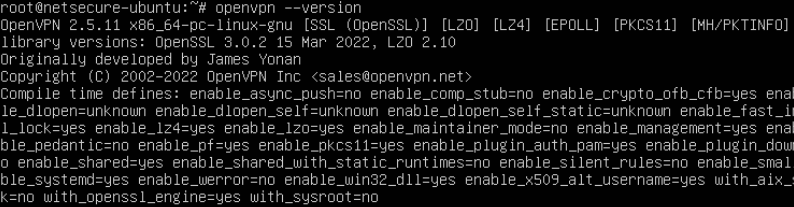 root@netsecure-ubuntu:~# openvpn --version
OpenVPN 2.5.11 x86_64-pc-linux-gnu [SSL (OpenSSL)] [LZO] [LZ4] [EPOLL] [PKCS11] [MH/PKTINFO]
library versions: OpenSSL 3.0.2 15 Mar 2022, LZO 2.10
Originally developed by James Yonan
Copyright (C) 2002-2022 OpenVPN Inc <sales@openvpn.net>
Compile time defines: enable_async_push=no enable_comp_stub=no enable_crypto_ofb_cfb=yes ena
le_dlopen=unknown enable_dlopen_self=unknown enable_dlopen_self_static=unknown enable_fast_in
l_lock=yes enable_lz4=yes enable_lzo=yes enable_maintainer_mode=no enable_management=yes ena
ble_pedantic=no enable_pf=yes enable_pkcs11=yes enable_plugin_auth_pam=yes enable_plugin_dow
o enable_shared=yes enable_shared_with_static_runtimes=no enable_silent_rules=no enable_smal
ble_systemd=yes enable_werror=no enable_win32_dll=yes enable_x509_alt_username=yes with_aix_s
k=no with_openssl_engine=yes with_sysroot=no